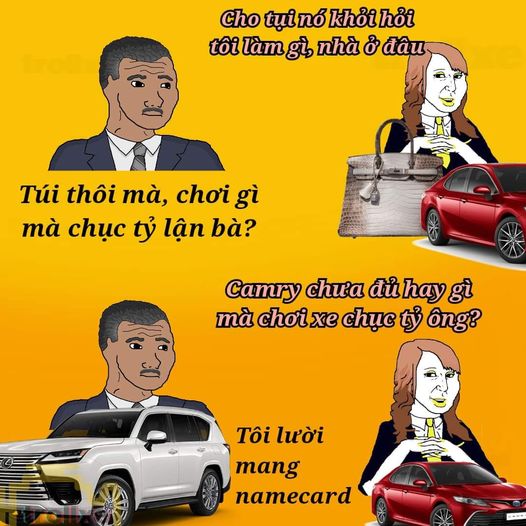 Cho tụi nó khỏi hỏi
tôi làm gì, nhà ở đâu
Túi thôi mà, chơi gì
mà chục tỷ lận bà?
Camry chưa đủ hay gì
mà chơi xe chục tỷ ông?
Tôi lười
mang
namecard